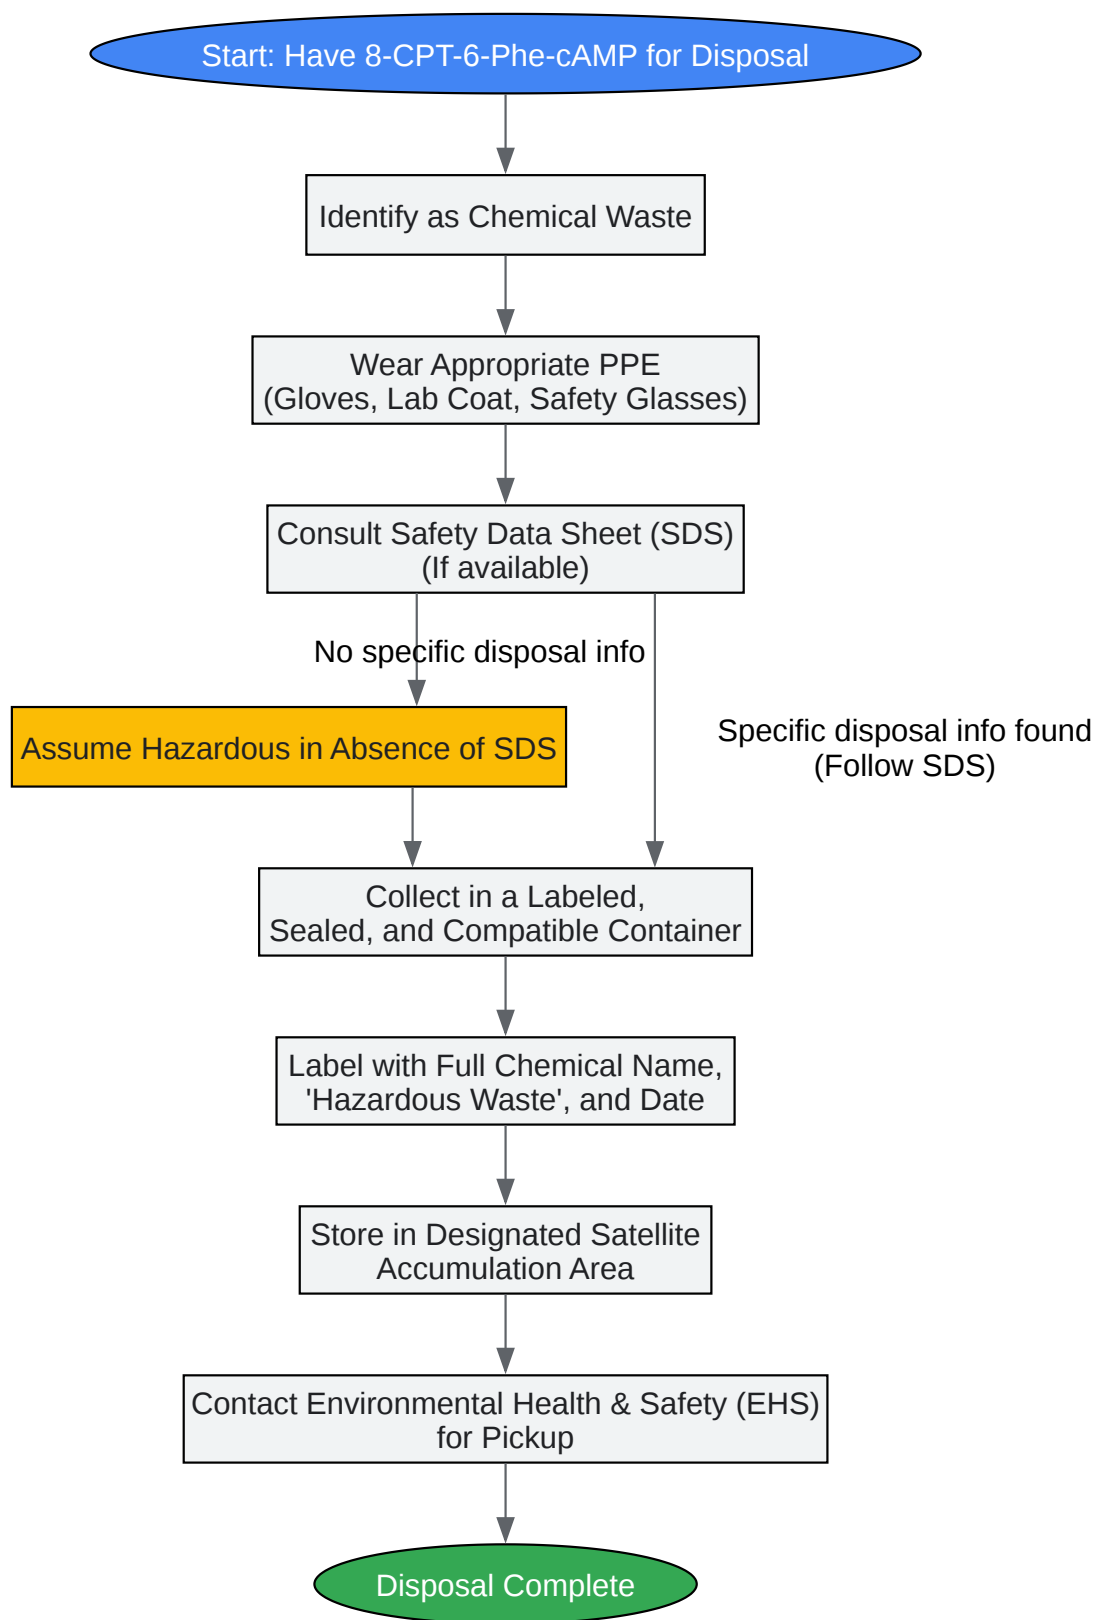 Start: Have 8-CPT-6-Phe-cAMP for Disposal
Identify as Chemical Waste
Wear Appropriate PPE
(Gloves, Lab Coat, Safety Glasses)
Consult Safety Data Sheet (SDS)
(If available)
No specific disposal info
Assume Hazardous in Absence of SDS
Specific disposal info found
(Follow SDS)
Collect in a Labeled,
Sealed, and Compatible Container
Label with Full Chemical Name,
'Hazardous Waste', and Date
Store in Designated Satellite
Accumulation Area
Contact Environmental Health & Safety (EHS)
for Pickup
Disposal Complete